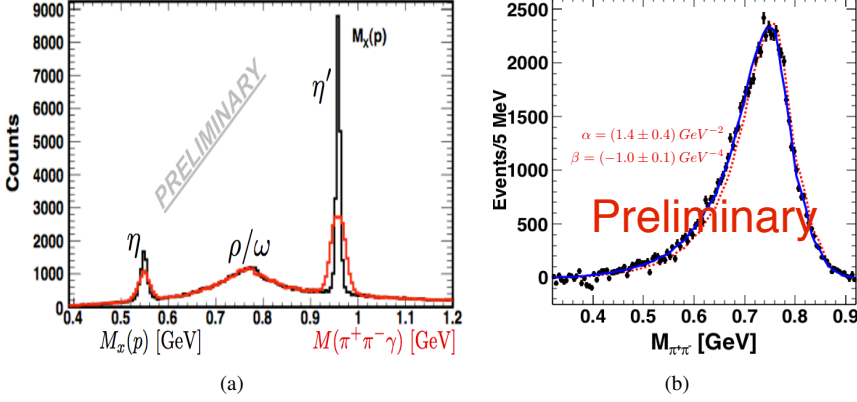 9000
8000
7000
6000
5000
4000
3000
2000
1000
0
Counts
PRELIMINARY
Mx(p)
η′
η
ρ/ω
0.4 0.5 0.6 0.7 0.8 0.9 1 1.1 1.2
Mx(p) [GeV] M(π⁺π⁻γ) [GeV]
(a)
2500
2000
1500
1000
500
0
Events/5 MeV
α = (1.4 ± 0.4) GeV⁻²
β = (−1.0 ± 0.1) GeV⁻⁴
Preliminary
0.4 0.5 0.6 0.7 0.8 0.9
Mπ⁺π⁻ [GeV]
(b)